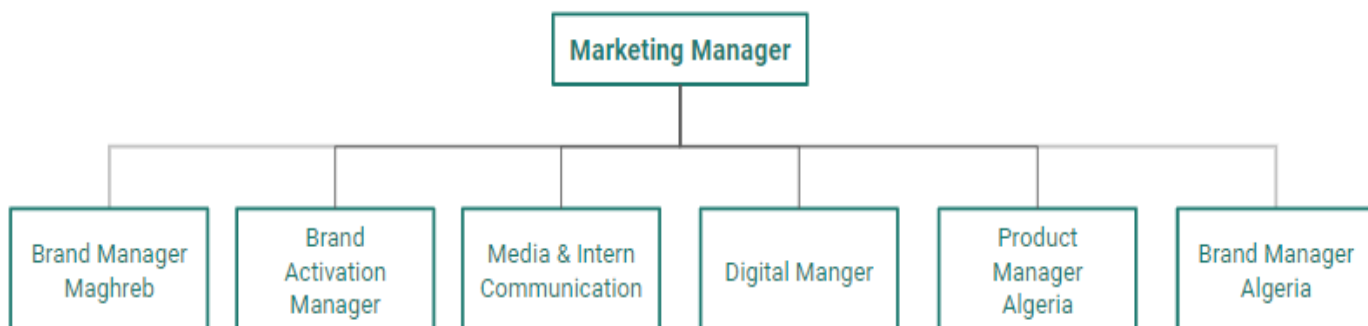 Marketing Manager
Brand Manager
Maghreb
Brand
Activation
Manager
Media & Intern
Communication
Digital Manger
Product
Manager
Algeria
Brand Manager
Algeria